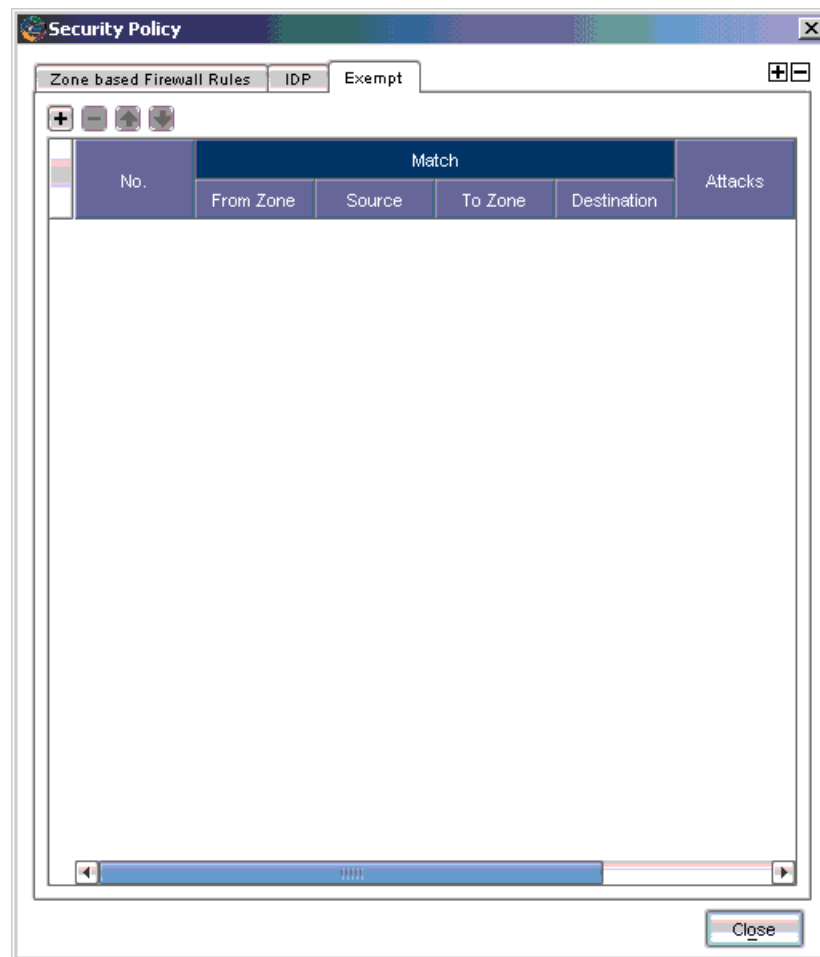 Security Policy
Zone based Firewall Rules IDP Exempt
No. Match Attacks
From Zone Source To Zone Destination
Close